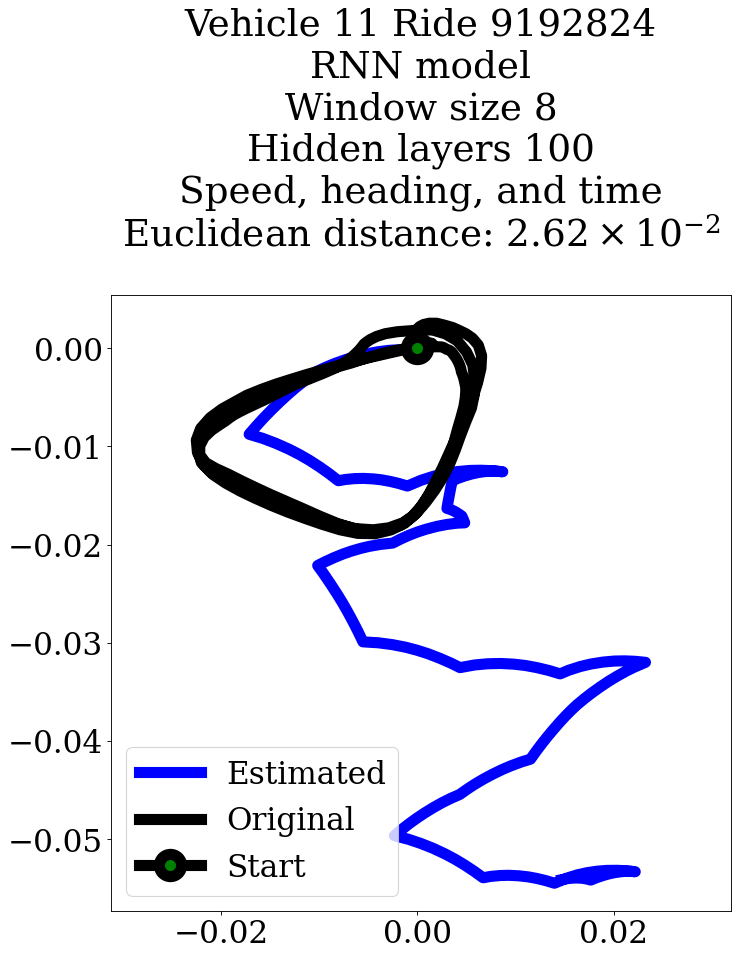 Vehicle 11 Ride 9192824
RNN model
Window size 8
Hidden layers 100
Speed, heading, and time
Euclidean distance: 2.62 × 10⁻²
0.00
−0.01
−0.02
−0.03
−0.04
−0.05
Estimated
Original
Start
−0.02 0.00 0.02